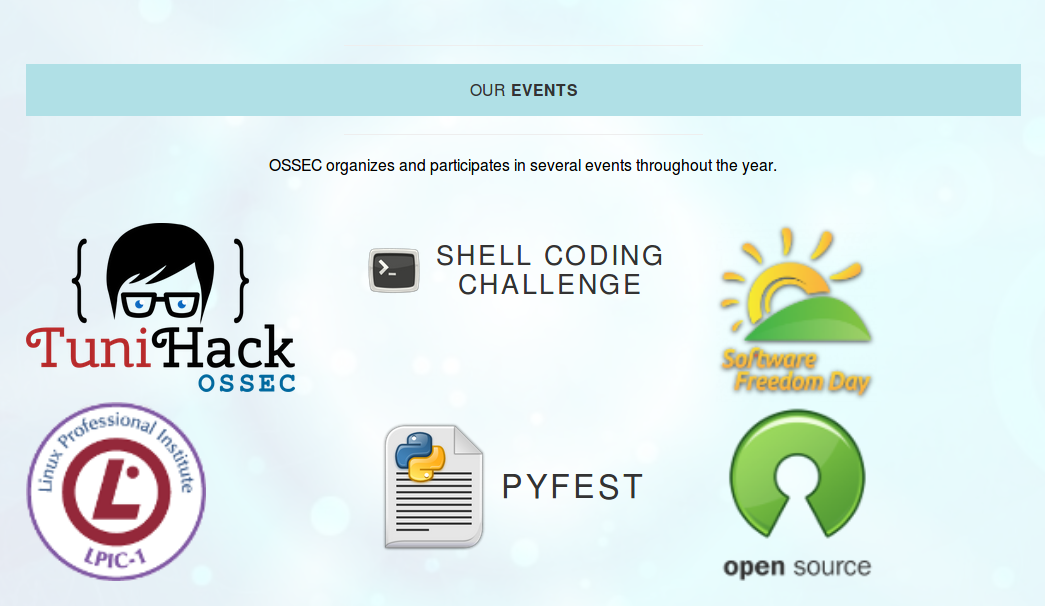 OUR EVENTS
OSSEC organizes and participates in several events throughout the year.
{ }
TuniHack
OSSEC
>_
SHELL CODING
CHALLENGE
Software
Freedom Day
Linux Professional Institute
L
LPIC-1
PYFEST
open source